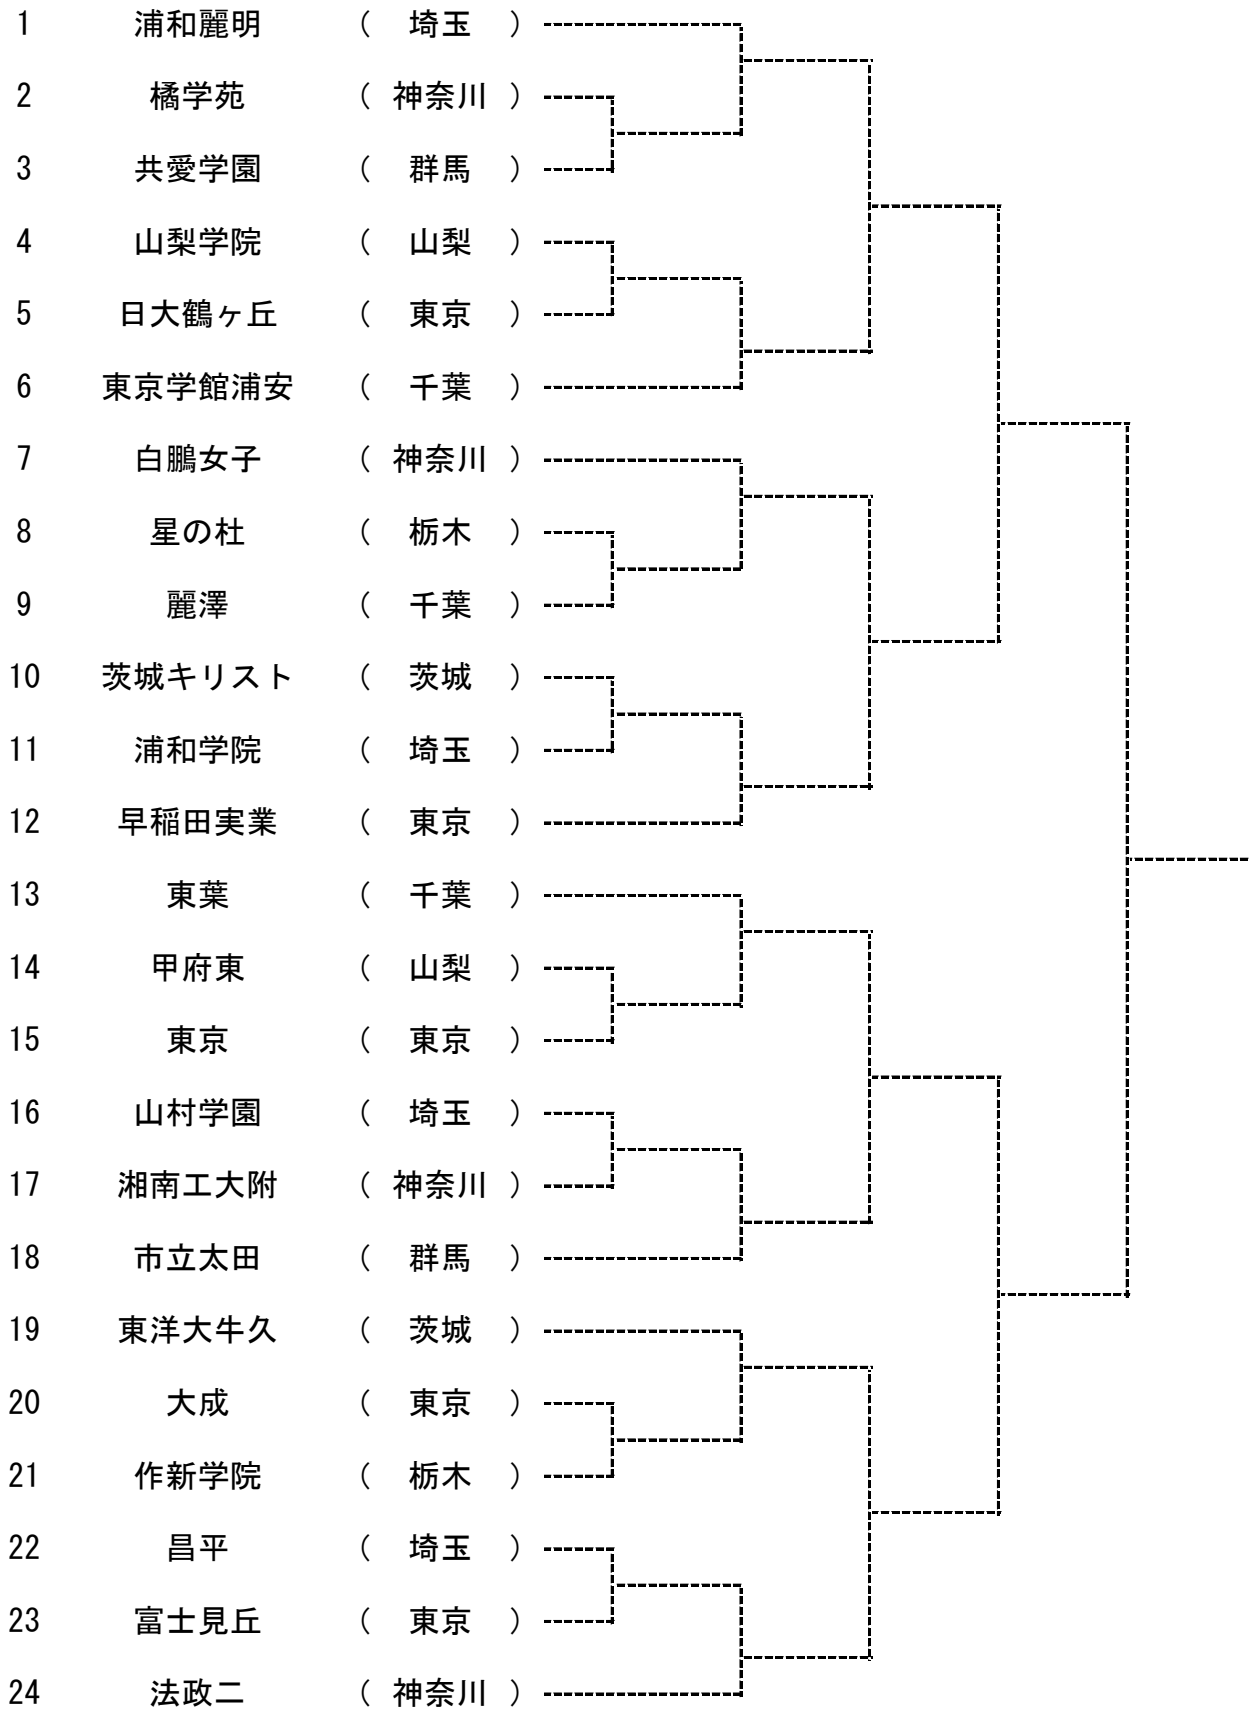 1 浦和麗明 ( 埼玉 )
2 橘学苑 ( 神奈川 )
3 共愛学園 ( 群馬 )
4 山梨学院 ( 山梨 )
5 日大鶴ヶ丘 ( 東京 )
6 東京学館浦安 ( 千葉 )
7 白鵬女子 ( 神奈川 )
8 星の杜 ( 栃木 )
9 麗澤 ( 千葉 )
10 茨城キリスト ( 茨城 )
11 浦和学院 ( 埼玉 )
12 早稲田実業 ( 東京 )
13 東葉 ( 千葉 )
14 甲府東 ( 山梨 )
15 東京 ( 東京 )
16 山村学園 ( 埼玉 )
17 湘南工大附 ( 神奈川 )
18 市立太田 ( 群馬 )
19 東洋大牛久 ( 茨城 )
20 大成 ( 東京 )
21 作新学院 ( 栃木 )
22 昌平 ( 埼玉 )
23 富士見丘 ( 東京 )
24 法政二 ( 神奈川 )